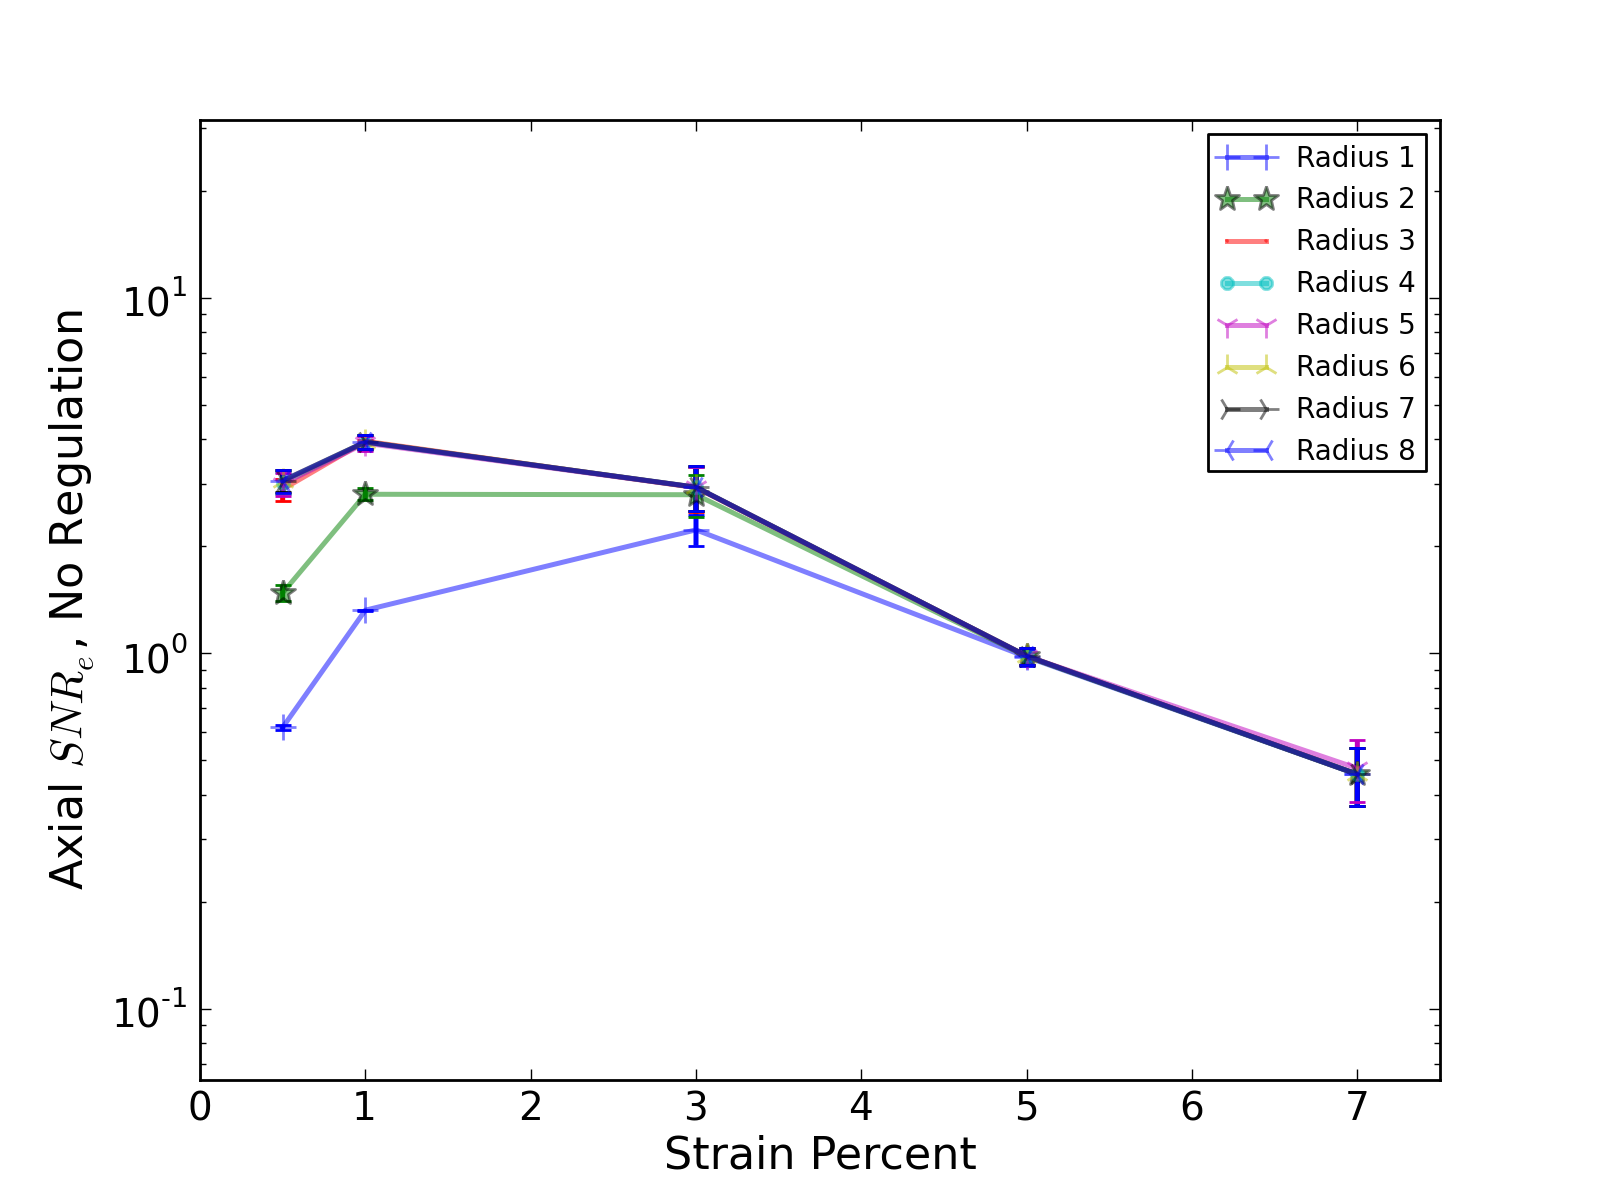 Radius 1
Radius 2
Radius 3
Radius 4
Radius 5
Radius 6
Radius 7
Radius 8
10^1
10^0
10^-1
Axial SNR_e, No Regulation
0 1 2 3 4 5 6 7
Strain Percent